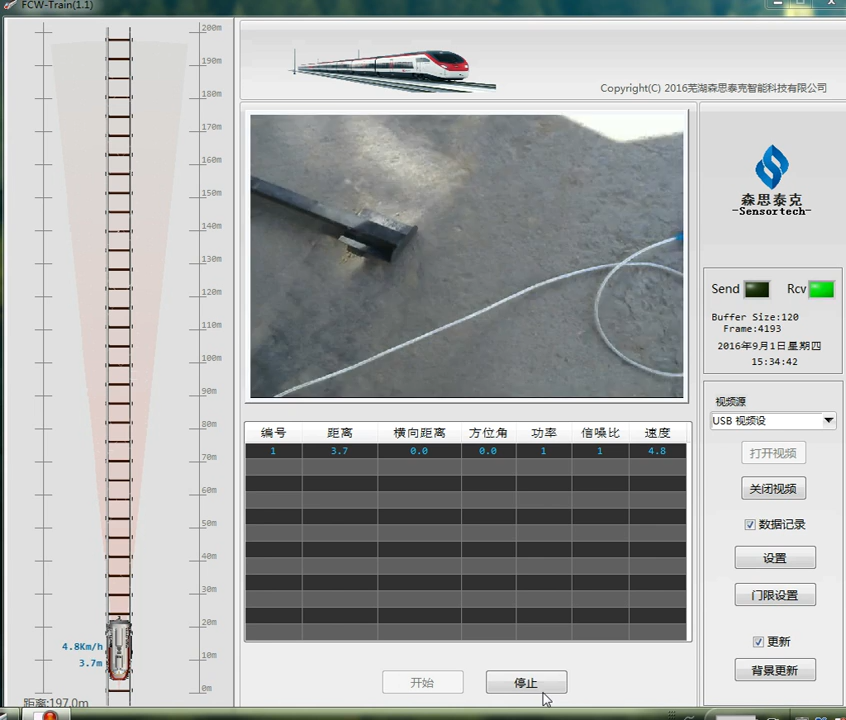 FCW-Train(1.1)
200m
190m
180m
170m
160m
150m
140m
130m
120m
110m
100m
90m
80m
70m
60m
50m
40m
30m
20m
10m
0m
4.8Km/h
3.7m
距离:197.0m
Copyright(C) 2016芜湖森思泰克智能科技有限公司
编号 距离 横向距离 方位角 功率 信噪比 速度
1 3.7 0.0 0.0 1 1 4.8
开始 停止
森思泰克
-Sensortech-
Send Rcv
Buffer Size:120
Frame:4193
2016年9月1日星期四
15:34:42
视频源
USB 视频设
打开视频
关闭视频
数据记录
设置
门限设置
更新
背景更新